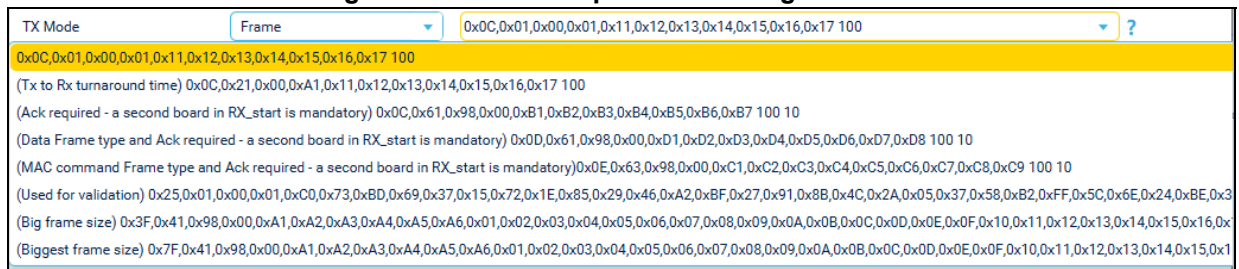 TX Mode Frame 0x0C,0x01,0x00,0x01,0x11,0x12,0x13,0x14,0x15,0x16,0x17 100 ?
0x0C,0x01,0x00,0x01,0x11,0x12,0x13,0x14,0x15,0x16,0x17 100
(Tx to Rx turnaround time) 0x0C,0x21,0x00,0xA1,0x11,0x12,0x13,0x14,0x15,0x16,0x17 100
(Ack required - a second board in RX_start is mandatory) 0x0C,0x61,0x98,0x00,0xB1,0xB2,0xB3,0xB4,0xB5,0xB6,0xB7 100 10
(Data Frame type and Ack required - a second board in RX_start is mandatory) 0x0D,0x61,0x98,0x00,0xD1,0xD2,0xD3,0xD4,0xD5,0xD6,0xD7,0xD8 100 10
(MAC command Frame type and Ack required - a second board in RX_start is mandatory)0x0E,0x63,0x98,0x00,0xC1,0xC2,0xC3,0xC4,0xC5,0xC6,0xC7,0xC8,0xC9 100 10
(Used for validation) 0x25,0x01,0x00,0x01,0xC0,0x73,0xBD,0x69,0x37,0x15,0x72,0x1E,0x85,0x29,0x46,0xA2,0xBF,0x27,0x91,0x8B,0x4C,0x2A,0x05,0x37,0x58,0xB2,0xFF,0x5C,0x6E,0x24,0xBE,0x3
(Big frame size) 0x3F,0x41,0x98,0x00,0xA1,0xA2,0xA3,0xA4,0xA5,0xA6,0x01,0x02,0x03,0x04,0x05,0x06,0x07,0x08,0x09,0x0A,0x0B,0x0C,0x0D,0x0E,0x0F,0x10,0x11,0x12,0x13,0x14,0x15,0x16,0x
(Biggest frame size) 0x7F,0x41,0x98,0x00,0xA1,0xA2,0xA3,0xA4,0xA5,0xA6,0x01,0x02,0x03,0x04,0x05,0x06,0x07,0x08,0x09,0x0A,0x0B,0x0C,0x0D,0x0E,0x0F,0x10,0x11,0x12,0x13,0x14,0x15,0x1